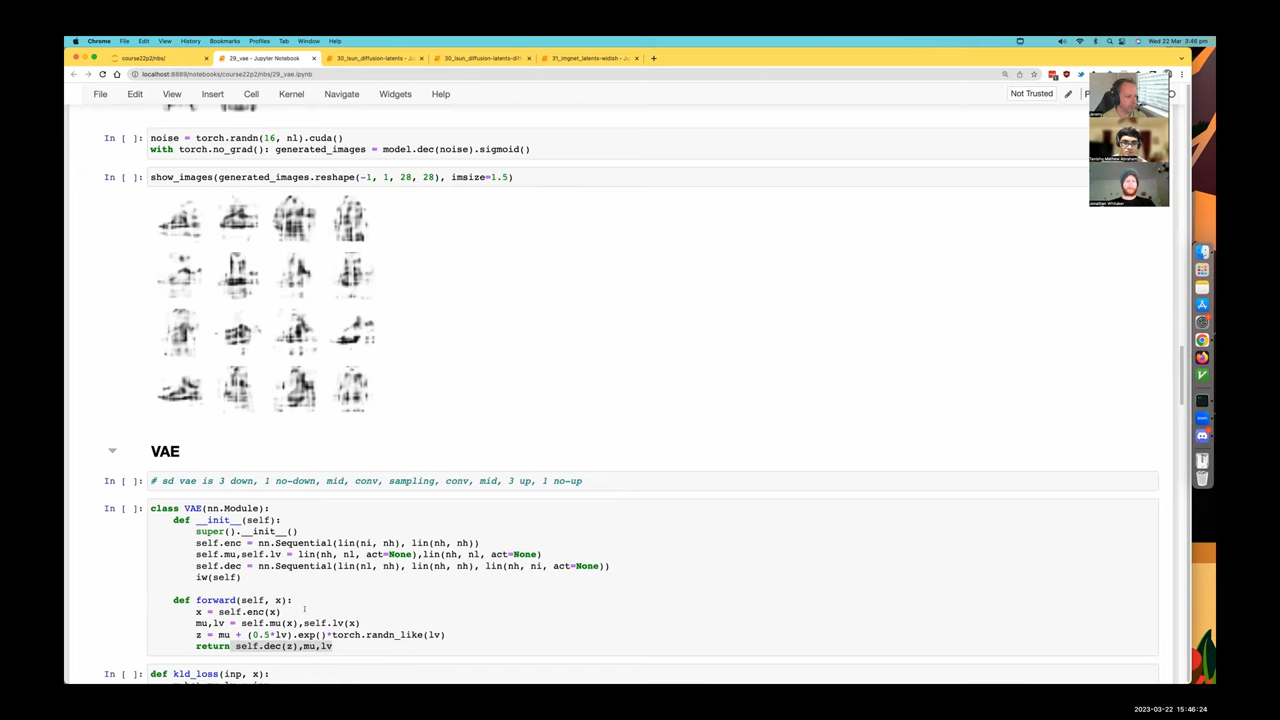 Chrome File Edit View History Bookmarks Profiles Tab Window Help Wed 22 Mar 3:46 pm
course22p2/nbs/ 29_vae - Jupyter Notebook 30_lsun_diffusion-latents - Ju 30_lsun_diffusion-latents-dif 31_imgnet_latents-widish - Ju
localhost:8889/notebooks/course22p2/nbs/29_vae.ipynb
File Edit View Insert Cell Kernel Navigate Widgets Help Not Trusted
In [ ]: noise = torch.randn(16, nl).cuda()
with torch.no_grad(): generated_images = model.dec(noise).sigmoid()
In [ ]: show_images(generated_images.reshape(-1, 1, 28, 28), imsize=1.5)
Jeremy
Tanishq Mathew Abraham
Jonathan Whitaker
VAE
In [ ]: # sd vae is 3 down, 1 no-down, mid, conv, sampling, conv, mid, 3 up, 1 no-up
In [ ]: class VAE(nn.Module):
def __init__(self):
super().__init__()
self.enc = nn.Sequential(lin(ni, nh), lin(nh, nh))
self.mu,self.lv = lin(nh, nl, act=None),lin(nh, nl, act=None)
self.dec = nn.Sequential(lin(nl, nh), lin(nh, nh), lin(nh, ni, act=None))
iw(self)
def forward(self, x):
x = self.enc(x)
mu,lv = self.mu(x),self.lv(x)
z = mu + (0.5*lv).exp()*torch.randn_like(lv)
return self.dec(z),mu,lv
In [ ]: def kld_loss(inp, x):
2023-03-22 15:46:24